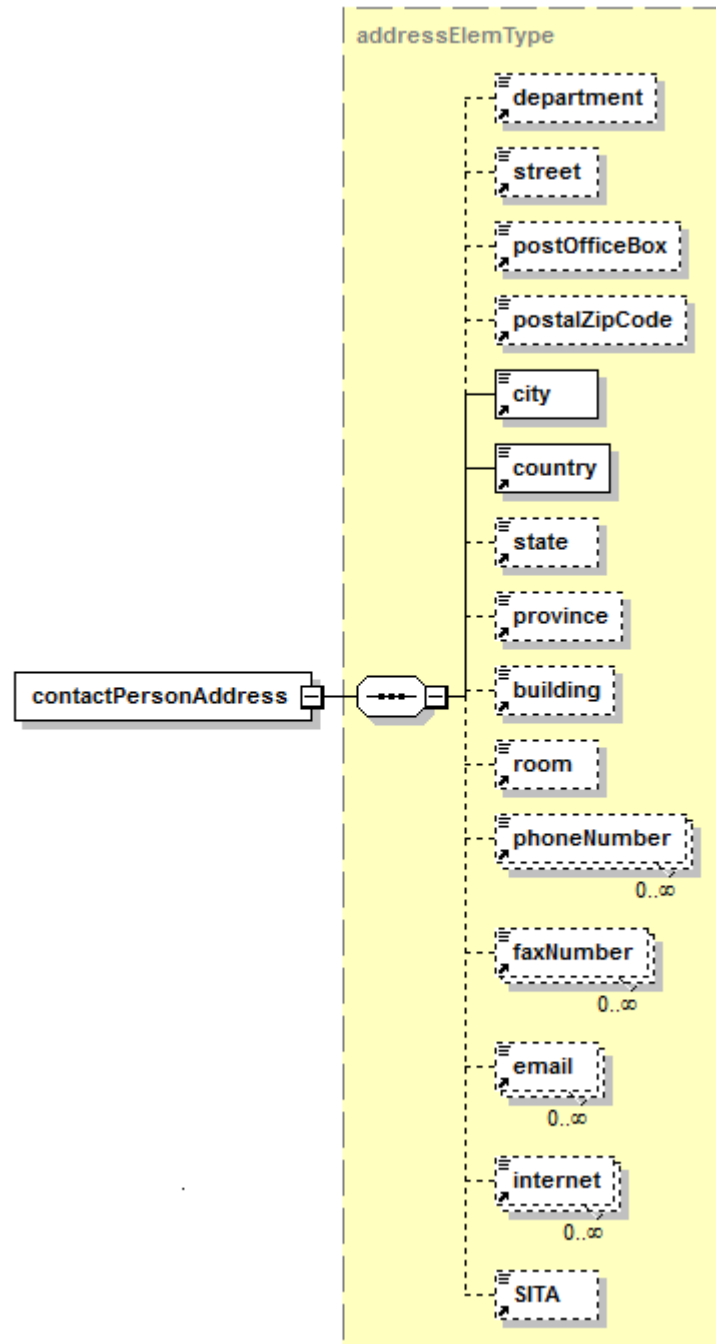 addressElemType
department
street
postOfficeBox
postalZipCode
city
country
state
province
building
contactPersonAddress
room
phoneNumber
0..∞
faxNumber
0..∞
email
0..∞
internet
0..∞
SITA